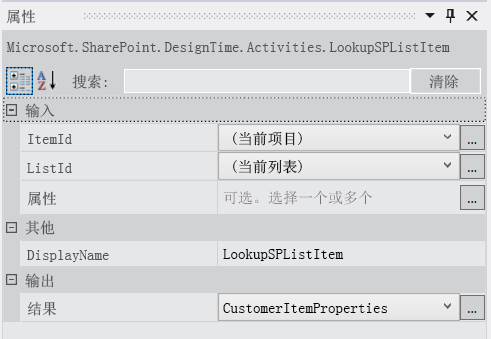 属性
Microsoft.SharePoint.DesignTime.Activities.LookupSPListItem
搜索: 清除
输入
ItemId (当前项目) ...
ListId (当前列表) ...
属性 可选。选择一个或多个 ...
其他
DisplayName LookupSPListItem
输出
结果 CustomerItemProperties ...